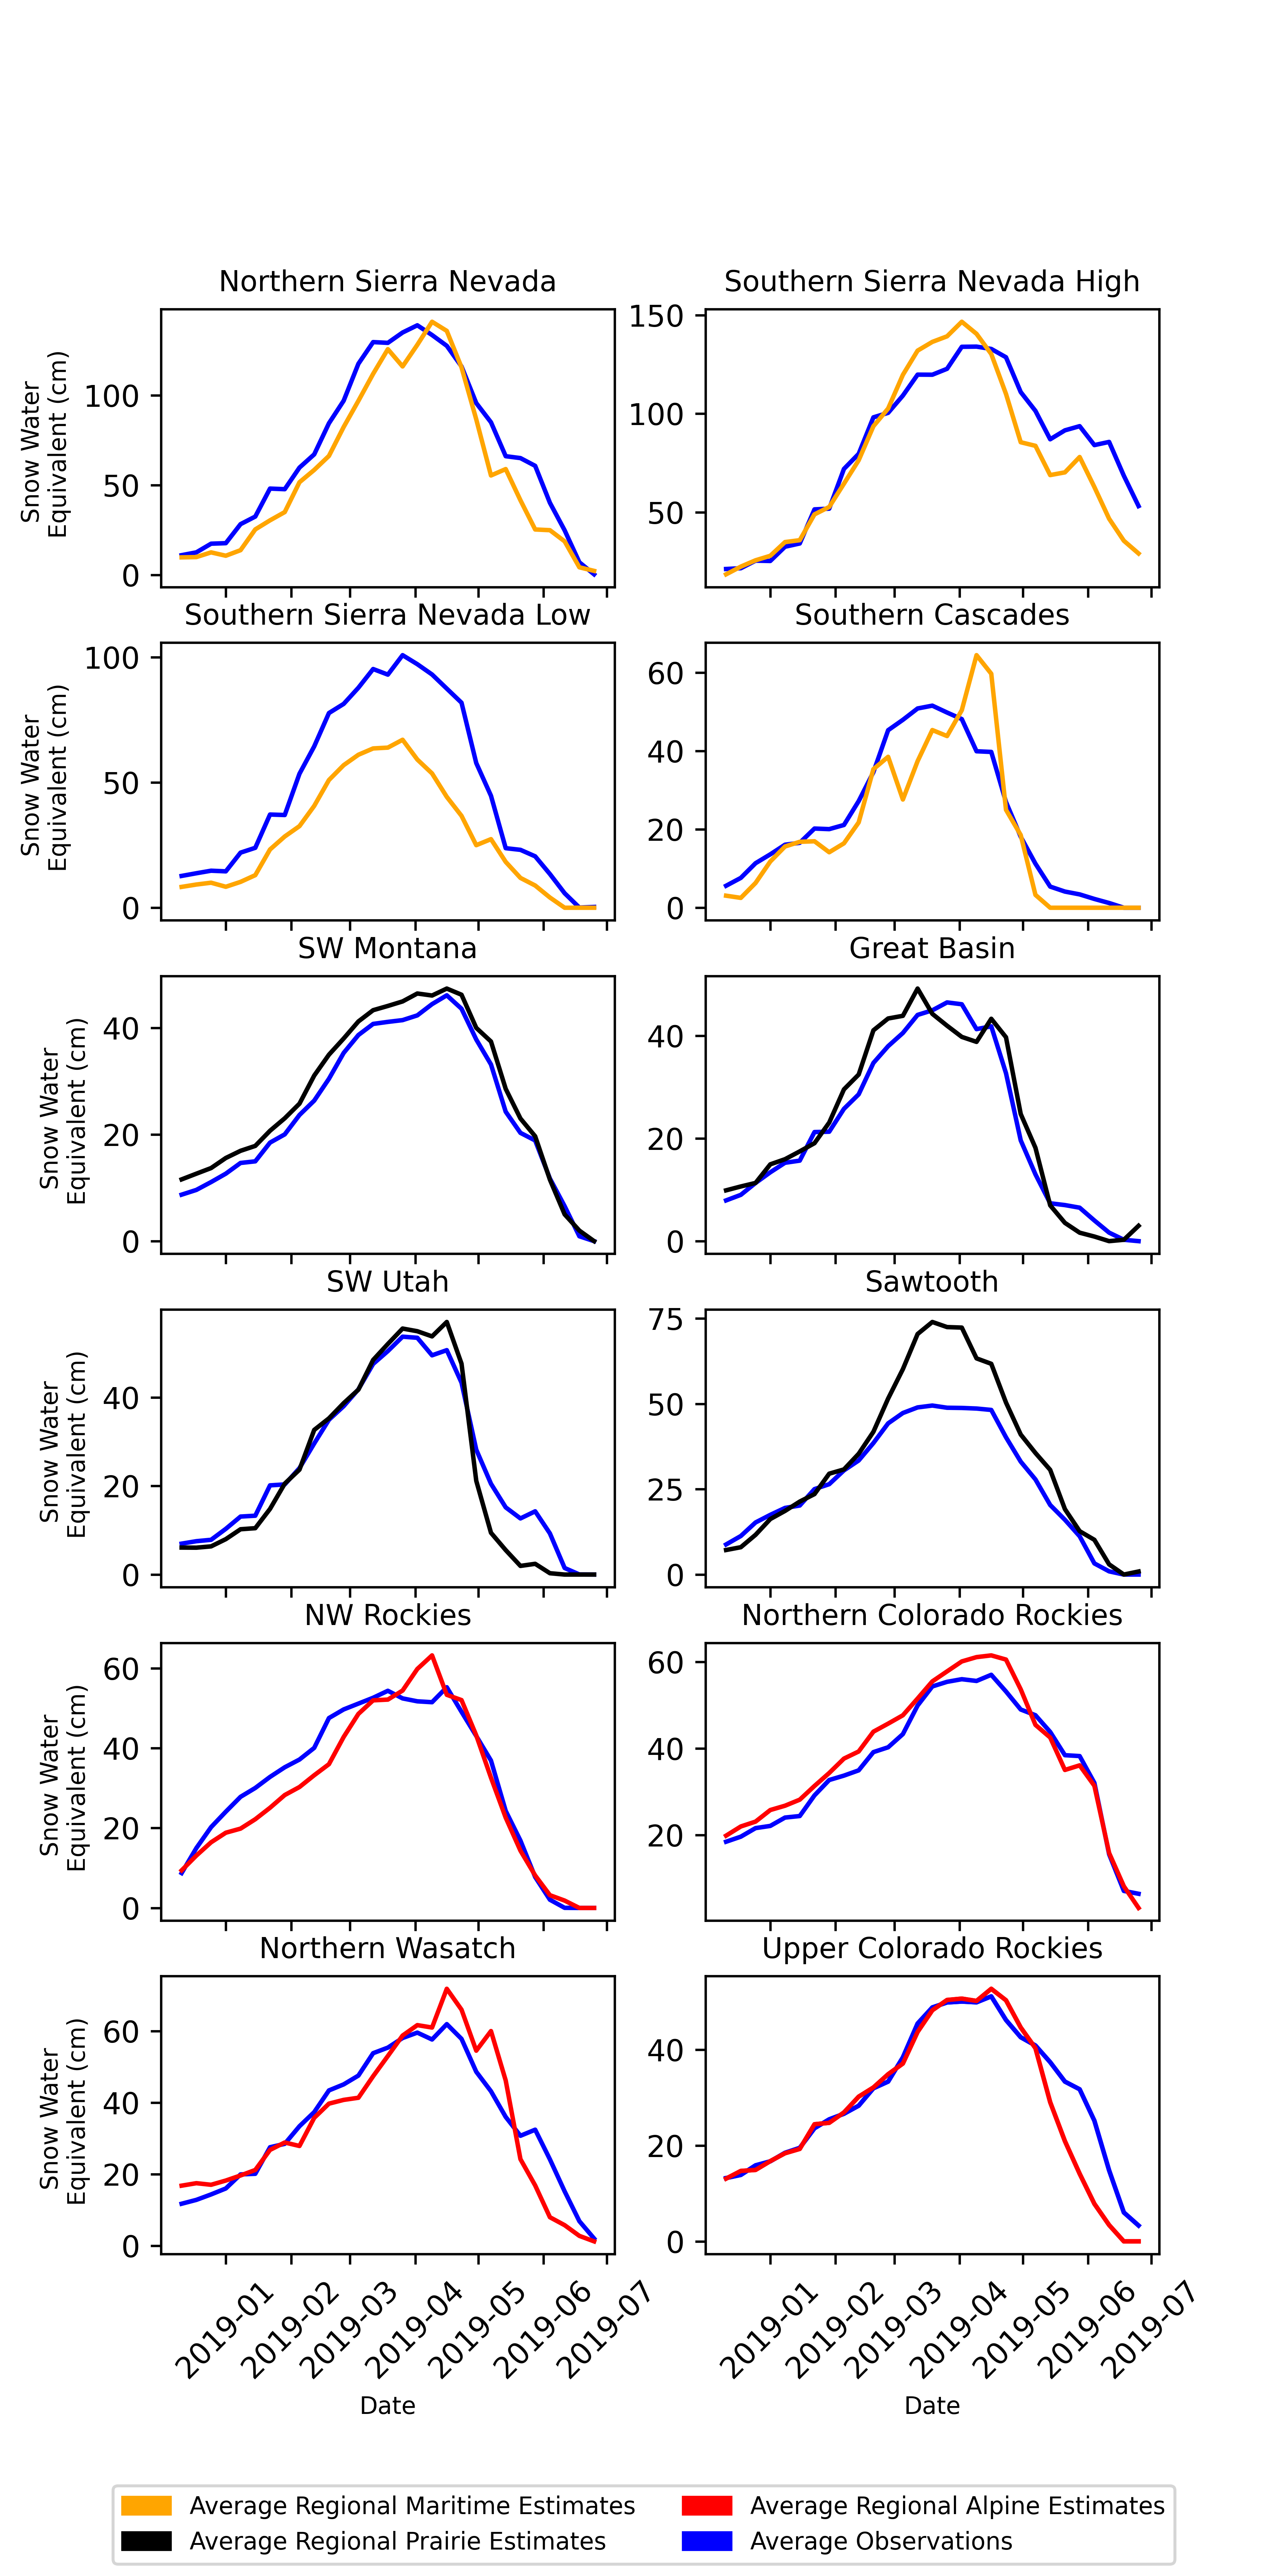 Northern Sierra Nevada
Southern Sierra Nevada High
Snow Water
Equivalent (cm)
100
50
0
150
100
50
Southern Sierra Nevada Low
Southern Cascades
Snow Water
Equivalent (cm)
100
50
0
60
40
20
0
SW Montana
Great Basin
Snow Water
Equivalent (cm)
40
20
0
40
20
0
SW Utah
Sawtooth
Snow Water
Equivalent (cm)
40
20
0
75
50
25
0
NW Rockies
Northern Colorado Rockies
Snow Water
Equivalent (cm)
60
40
20
0
60
40
20
Northern Wasatch
Upper Colorado Rockies
Snow Water
Equivalent (cm)
60
40
20
0
40
20
0
2019-01
2019-02
2019-03
2019-04
2019-05
2019-06
2019-07
2019-01
2019-02
2019-03
2019-04
2019-05
2019-06
2019-07
Date
Date
Average Regional Maritime Estimates
Average Regional Alpine Estimates
Average Regional Prairie Estimates
Average Observations